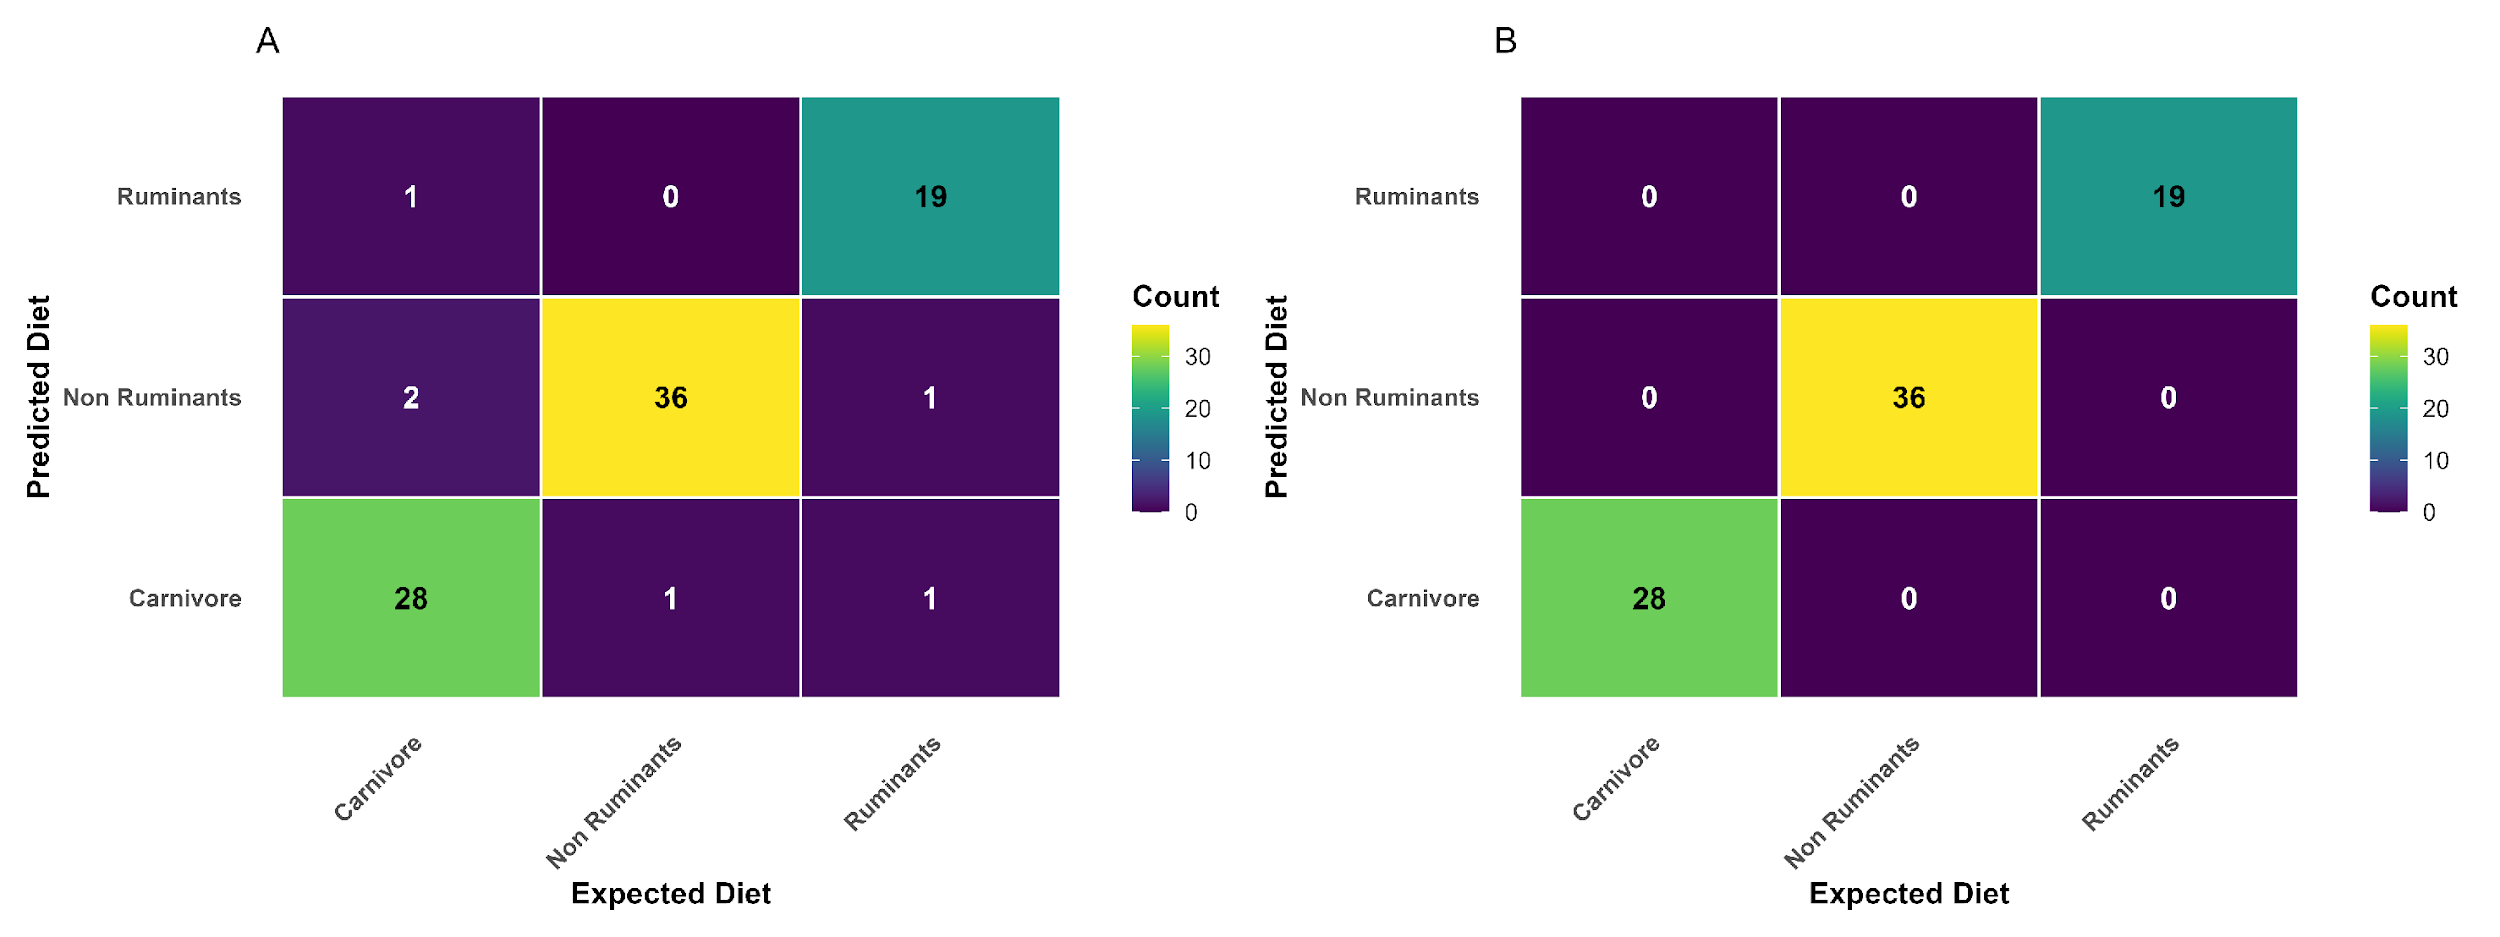 A
Predicted Diet
Ruminants
Non Ruminants
Carnivore
1 0 19
2 36 1
28 1 1
Carnivore
Non Ruminants
Ruminants
Expected Diet
Count
30
20
10
0
B
Predicted Diet
Ruminants
Non Ruminants
Carnivore
0 0 19
0 36 0
28 0 0
Carnivore
Non Ruminants
Ruminants
Expected Diet
Count
30
20
10
0